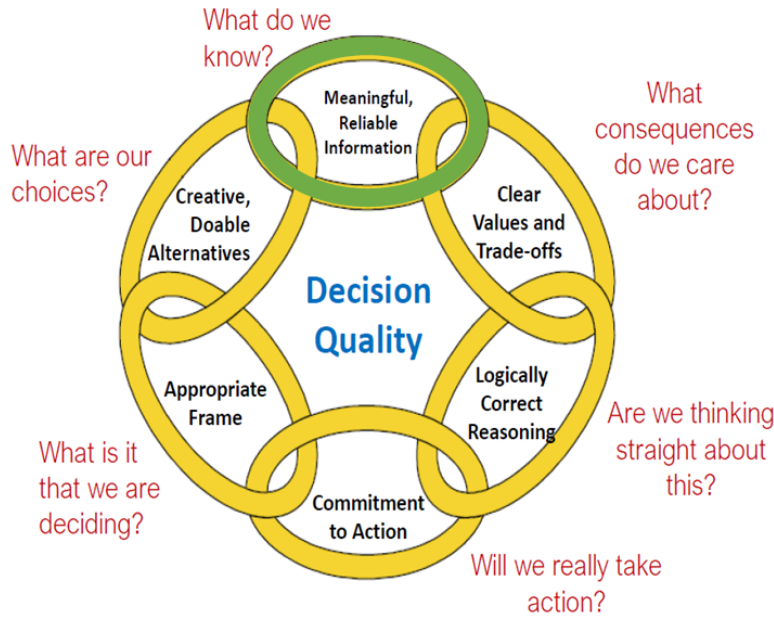 What do we
know?
Meaningful,
Reliable
Information
What
consequences
do we care
about?
What are our
choices?
Creative,
Doable
Alternatives
Clear
Values and
Trade-offs
Decision
Quality
Appropriate
Frame
Logically
Correct
Reasoning
Are we thinking
straight about
this?
What is it
that we are
deciding?
Commitment
to Action
Will we really take
action?